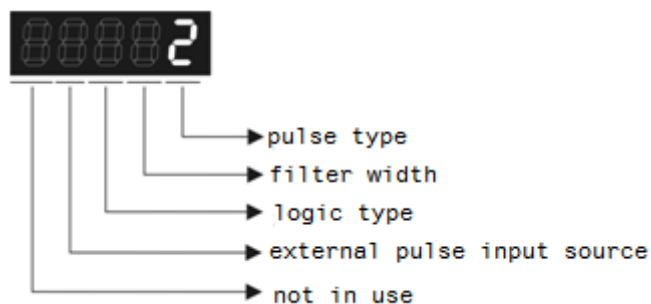 2
pulse type
filter width
logic type
external pulse input source
not in use